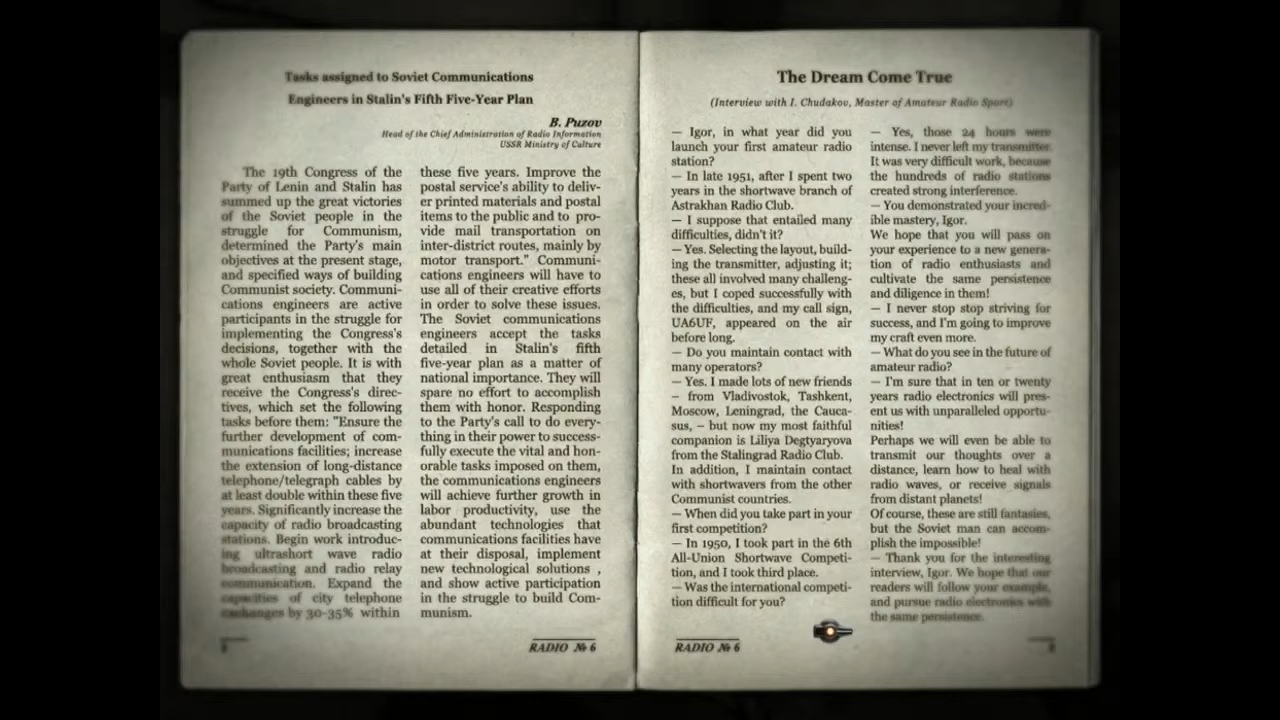 Tasks assigned to Soviet Communications
Engineers in Stalin's Fifth Five-Year Plan
B. Puzov
Head of the Chief Administration of Radio Information
USSR Ministry of Culture
The 19th Congress of the
Party of Lenin and Stalin has
summed up the great victories
of the Soviet people in the
struggle for Communism,
determined the Party's main
objectives at the present stage,
and specified ways of building
Communist society. Communi-
cations engineers are active
participants in the struggle for
implementing the Congress's
decisions, together with the
whole Soviet people. It is with
great enthusiasm that they
receive the Congress's direc-
tives, which set the following
tasks before them: "Ensure the
further development of com-
munications facilities; increase
the extension of long-distance
telephone/telegraph cables by
at least double within these five
years. Significantly increase the
capacity of radio broadcasting
stations. Begin work introduc-
ing ultrashort wave radio
broadcasting and radio relay
communication. Expand the
capacities of city telephone
exchanges by 30-35% within
these five years. Improve the
postal service's ability to deliv-
er printed materials and postal
items to the public and to pro-
vide mail transportation on
inter-district routes, mainly by
motor transport." Communi-
cations engineers will have to
use all of their creative efforts
in order to solve these issues.
The Soviet communications
engineers accept the tasks
detailed in Stalin's fifth
five-year plan as a matter of
national importance. They will
spare no effort to accomplish
them with honor. Responding
to the Party's call to do every-
thing in their power to success-
fully execute the vital and hon-
orable tasks imposed on them,
the communications engineers
will achieve further growth in
labor productivity, use the
abundant technologies that
communications facilities have
at their disposal, implement
new technological solutions ,
and show active participation
in the struggle to build Com-
munism.
RADIO № 6
The Dream Come True
(Interview with I. Chudakov, Master of Amateur Radio Sport)
— Igor, in what year did you
launch your first amateur radio
station?
— In late 1951, after I spent two
years in the shortwave branch of
Astrakhan Radio Club.
— I suppose that entailed many
difficulties, didn't it?
— Yes. Selecting the layout, build-
ing the transmitter, adjusting it;
these all involved many challeng-
es, but I coped successfully with
the difficulties, and my call sign,
UA6UF, appeared on the air
before long.
— Do you maintain contact with
many operators?
— Yes. I made lots of new friends
– from Vladivostok, Tashkent,
Moscow, Leningrad, the Cauca-
sus, – but now my most faithful
companion is Liliya Degtyaryova
from the Stalingrad Radio Club.
In addition, I maintain contact
with shortwavers from the other
Communist countries.
— When did you take part in your
first competition?
— In 1950, I took part in the 6th
All-Union Shortwave Competi-
tion, and I took third place.
— Was the international competi-
tion difficult for you?
— Yes, those 24 hours were
intense. I never left my transmitter.
It was very difficult work, because
the hundreds of radio stations
created strong interference.
— You demonstrated your incred-
ible mastery, Igor.
We hope that you will pass on
your experience to a new genera-
tion of radio enthusiasts and
cultivate the same persistence
and diligence in them!
— I never stop stop striving for
success, and I'm going to improve
my craft even more.
— What do you see in the future of
amateur radio?
— I'm sure that in ten or twenty
years radio electronics will pres-
ent us with unparalleled opportu-
nities!
Perhaps we will even be able to
transmit our thoughts over a
distance, learn how to heal with
radio waves, or receive signals
from distant planets!
Of course, these are still fantasies,
but the Soviet man can accom-
plish the impossible!
— Thank you for the interesting
interview, Igor. We hope that our
readers will follow your example,
and pursue radio electronics with
the same persistence.
RADIO № 6